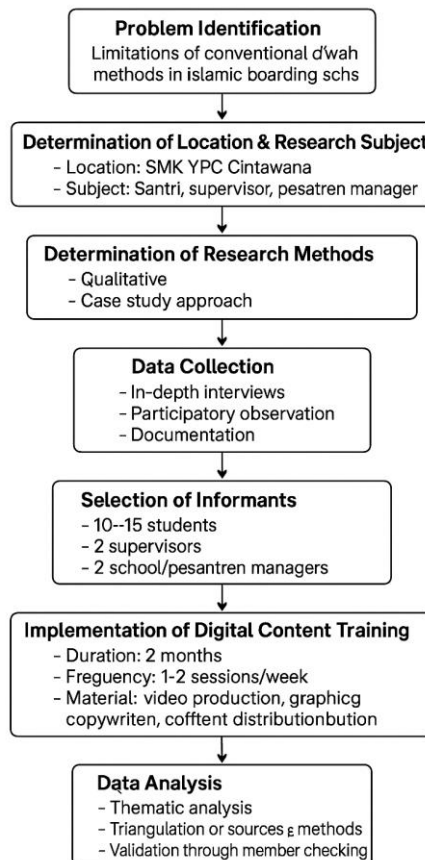 Problem Identification
Limitations of conventional d'wah
methods in islamic boarding schs
Determination of Location & Research Subject
- Location: SMK YPC Cintawana
- Subject: Santri, supervisor, pesatren manager
Determination of Research Methods
- Qualitative
- Case study approach
Data Collection
- In-depth interviews
- Participatory observation
- Documentation
Selection of Informants
- 10--15 students
- 2 supervisors
- 2 school/pesantren managers
Implementation of Digital Content Training
- Duration: 2 months
- Freguency: 1-2 sessions/week
- Material: video production, graphicg
copywriten, cofftent distributionbution
Data Analysis
- Thematic analysis
- Triangulation or sources ε methods
- Validation through member checking